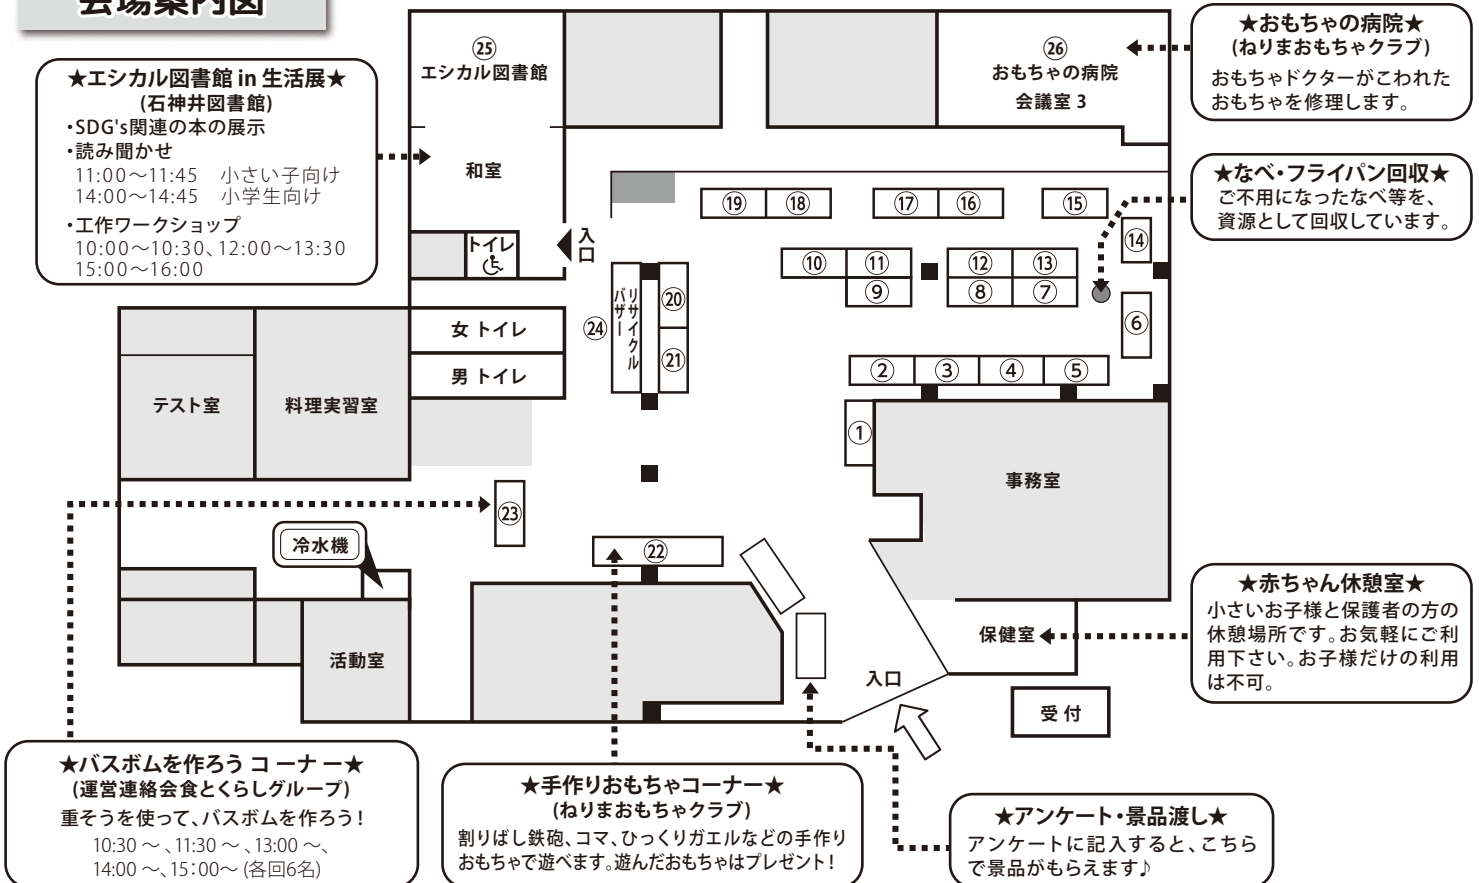 会場案内図
★エシカル図書館 in 生活展★
(石神井図書館)
・SDG's関連の本の展示
・読み聞かせ
11:00～11:45　小さい子向け
14:00～14:45　小学生向け
・工作ワークショップ
10:00～10:30、12:00～13:30
15:00～16:00
㉕
エシカル図書館
和室
トイレ
入口
女 トイレ
男 トイレ
㉖
おもちゃの病院
会議室 3
★おもちゃの病院★
(ねりまおもちゃクラブ)
おもちゃドクターがこわれた
おもちゃを修理します。
★なべ・フライパン回収★
ご不用になったなべ等を、
資源として回収しています。
⑲ ⑱ ⑰ ⑯ ⑮
⑭
⑩ ⑪ ⑫ ⑬
⑨ ⑧ ⑦
⑥
㉔
リサイクル
バザー
⑳
㉑
② ③ ④ ⑤
①
テスト室
料理実習室
事務室
㉓
冷水機
㉒
活動室
保健室
入口
受 付
★赤ちゃん休憩室★
小さいお子様と保護者の方の
休憩場所です。お気軽にご利
用下さい。お子様だけの利用
は不可。
★バスボムを作ろう コーナー★
(運営連絡会食とくらしグループ)
重そうを使って、バスボムを作ろう！
10:30 ～、11:30 ～、13:00 ～、
14:00 ～、15:00～ (各回6名)
★手作りおもちゃコーナー★
(ねりまおもちゃクラブ)
割りばし鉄砲、コマ、ひっくりガエルなどの手作り
おもちゃで遊べます。遊んだおもちゃはプレゼント！
★アンケート・景品渡し★
アンケートに記入すると、こちら
で景品がもらえます♪